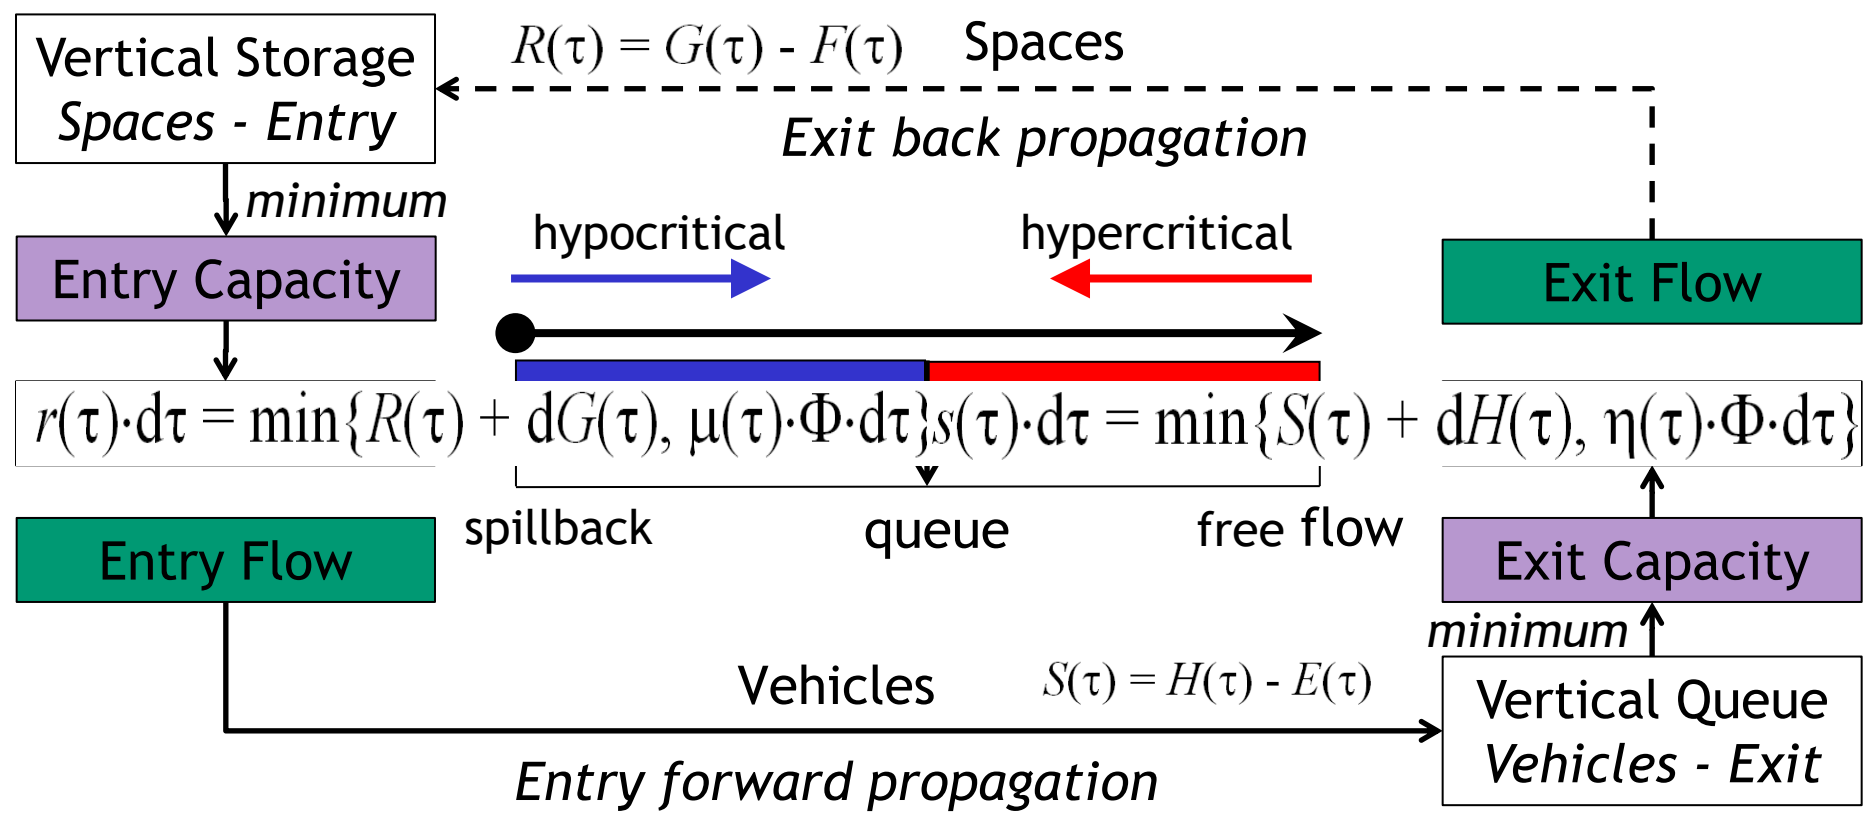 Vertical Storage
Spaces - Entry
R(τ) = G(τ) - F(τ)
Spaces
Exit back propagation
minimum
Entry Capacity
hypocritical
hypercritical
Exit Flow
r(τ)·dτ = min{R(τ) + dG(τ), μ(τ)·Φ·dτ}
s(τ)·dτ = min{S(τ) + dH(τ), η(τ)·Φ·dτ}
spillback
queue
free flow
Entry Flow
Exit Capacity
minimum
Vehicles
S(τ) = H(τ) - E(τ)
Vertical Queue
Vehicles - Exit
Entry forward propagation